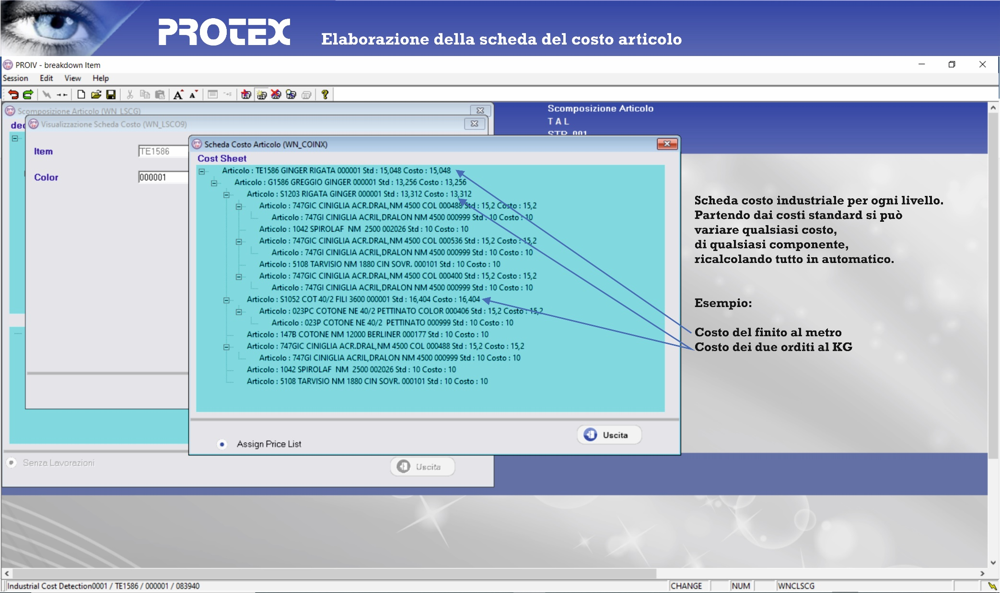 PROTEX
Elaborazione della scheda del costo articolo
PROIV - breakdown Item
Session Edit View Help
Scomposizione Articolo (WN_LSCG)
Visualizzazione Scheda Costo (WN_LSCO9)
Item TE1586
Color 000001
Scomposizione Articolo
T A L
STR 001
Scheda Costo Articolo (WN_COINX)
Cost Sheet
Articolo : TE1586 GINGER RIGATA 000001 Std : 15,048 Costo : 15,048
Articolo : G1586 GREGGIO GINGER 000001 Std : 13,256 Costo : 13,256
Articolo : S1203 RIGATA GINGER 000001 Std : 13,312 Costo : 13,312
Articolo : 747GIC CINIGLIA ACR.DRAL,NM 4500 COL 000488 Std : 15,2 Costo : 15,2
Articolo : 747GI CINIGLIA ACRIL,DRALON NM 4500 000999 Std : 10 Costo : 10
Articolo : 1042 SPIROLAF NM 2500 002026 Std : 10 Costo : 10
Articolo : 747GIC CINIGLIA ACR.DRAL,NM 4500 COL 000536 Std : 15,2 Costo : 15,2
Articolo : 747GI CINIGLIA ACRIL,DRALON NM 4500 000999 Std : 10 Costo : 10
Articolo : 5108 TARVISIO NM 1880 CIN SOVR. 000101 Std : 10 Costo : 10
Articolo : 747GIC CINIGLIA ACR.DRAL,NM 4500 COL 000400 Std : 15,2 Costo : 15,2
Articolo : 747GI CINIGLIA ACRIL,DRALON NM 4500 000999 Std : 10 Costo : 10
Articolo : S1052 COT 40/2 FILI 3600 000001 Std : 16,404 Costo : 16,404
Articolo : 023PC COTONE NE 40/2 PETTINATO COLOR 000406 Std : 15,2 Costo : 15,2
Articolo : 023P COTONE NE 40/2 PETTINATO 000999 Std : 10 Costo : 10
Articolo : 147B COTONE NM 12000 BERLINER 000177 Std : 10 Costo : 10
Articolo : 747GIC CINIGLIA ACR.DRAL,NM 4500 COL 000488 Std : 15,2 Costo : 15,2
Articolo : 747GI CINIGLIA ACRIL,DRALON NM 4500 000999 Std : 10 Costo : 10
Articolo : 1042 SPIROLAF NM 2500 002026 Std : 10 Costo : 10
Articolo : 5108 TARVISIO NM 1880 CIN SOVR. 000101 Std : 10 Costo : 10
Assign Price List
Uscita
Scheda costo industriale per ogni livello.
Partendo dai costi standard si può
variare qualsiasi costo,
di qualsiasi componente,
ricalcolando tutto in automatico.
Esempio:
Costo del finito al metro
Costo dei due orditi al KG
Senza Lavorazioni
Uscita
Industrial Cost Detection0001 / TE1586 / 000001 / 083940
CHANGE NUM WNCLSCG